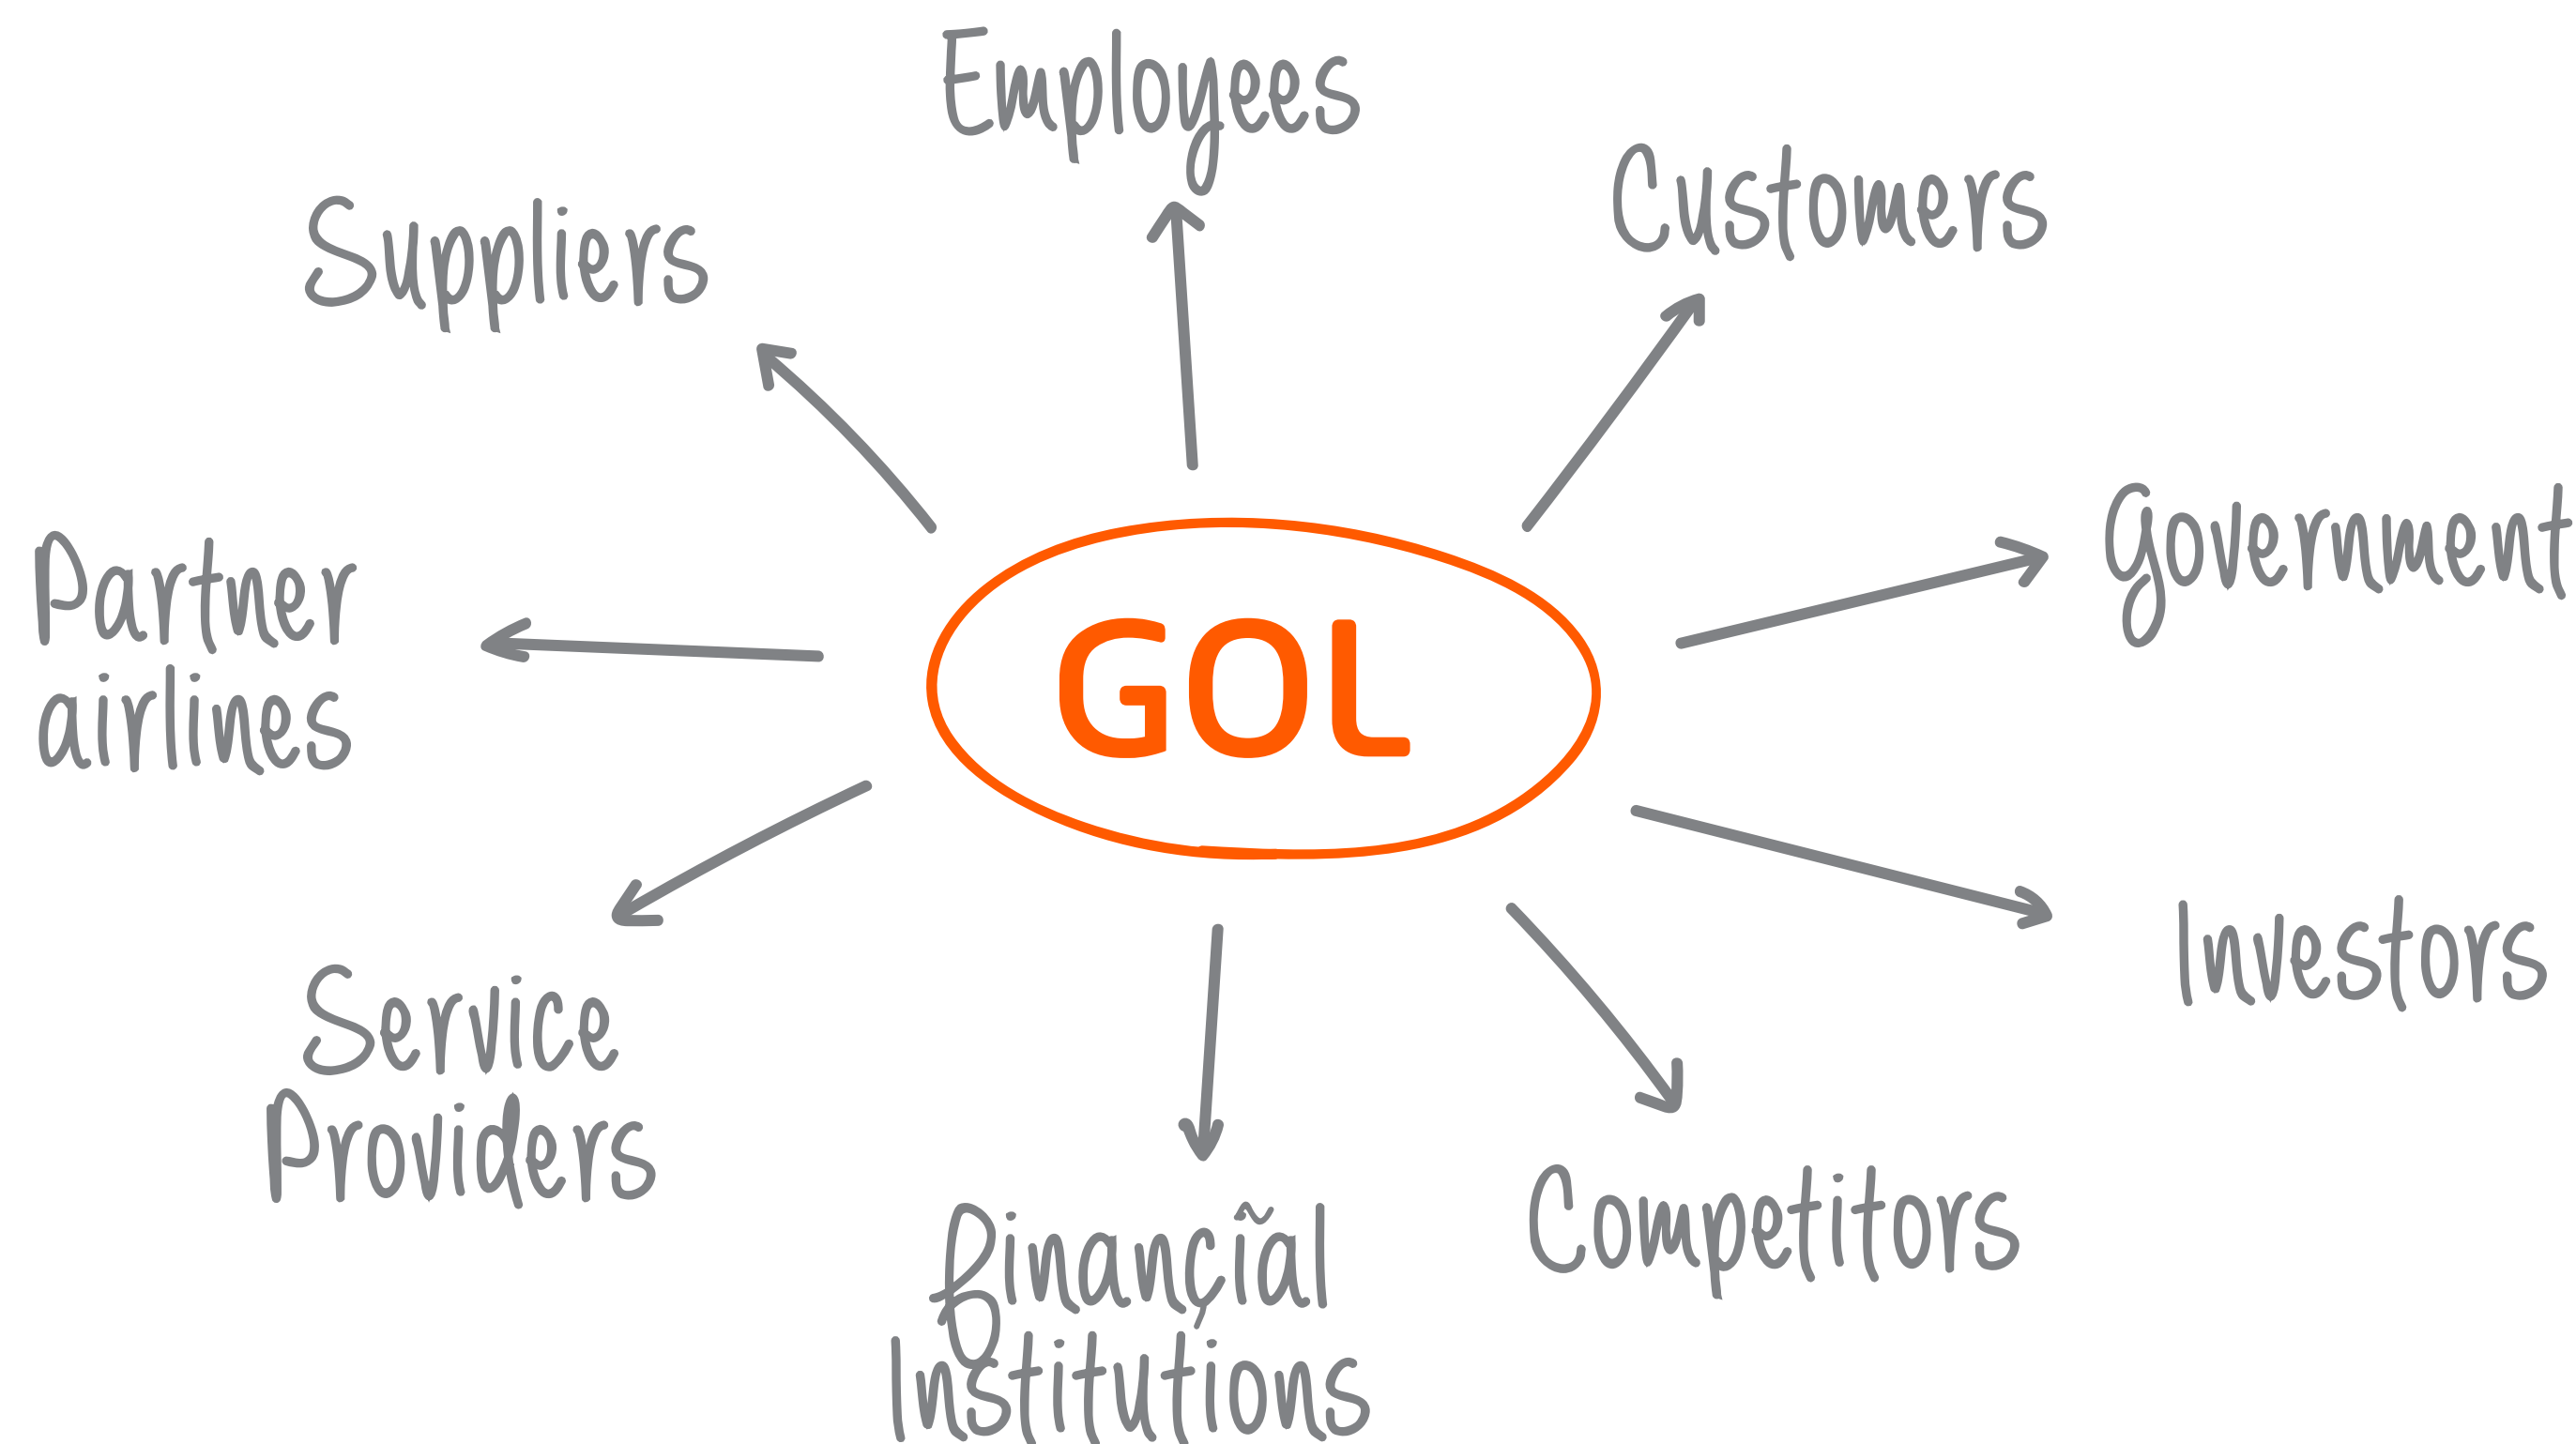 Employees
Customers
Suppliers
Government
Partner
airlines
GOL
Investors
Service
Providers
Competitors
Financial
Institutions